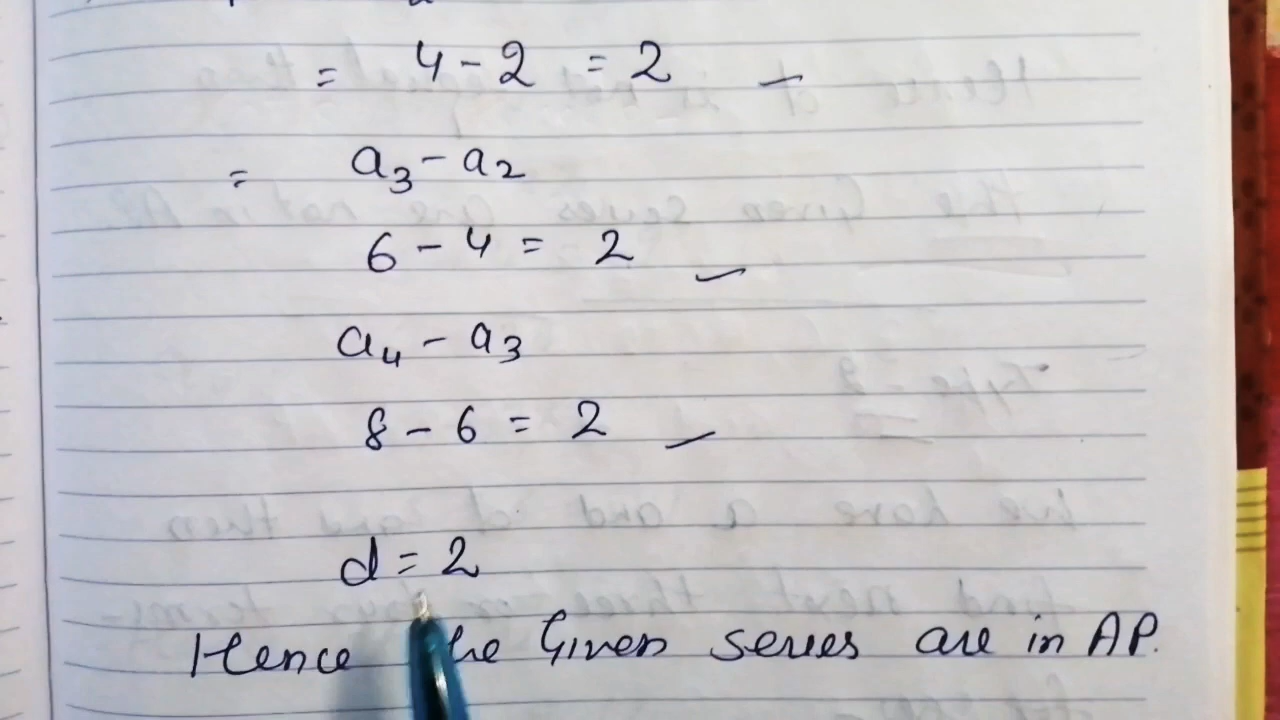 = 4 - 2 = 2
= a₃ - a₂
6 - 4 = 2
a₄ - a₃
8 - 6 = 2
d = 2
Hence the Given series are in AP.